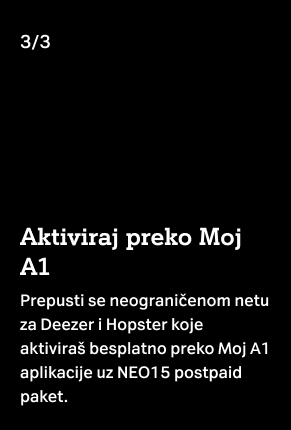 3/3
Aktiviraj preko Moj
A1
Prepusti se neograničenom netu
za Deezer i Hopster koje
aktiviraš besplatno preko Moj A1
aplikacije uz NEO15 postpaid
paket.